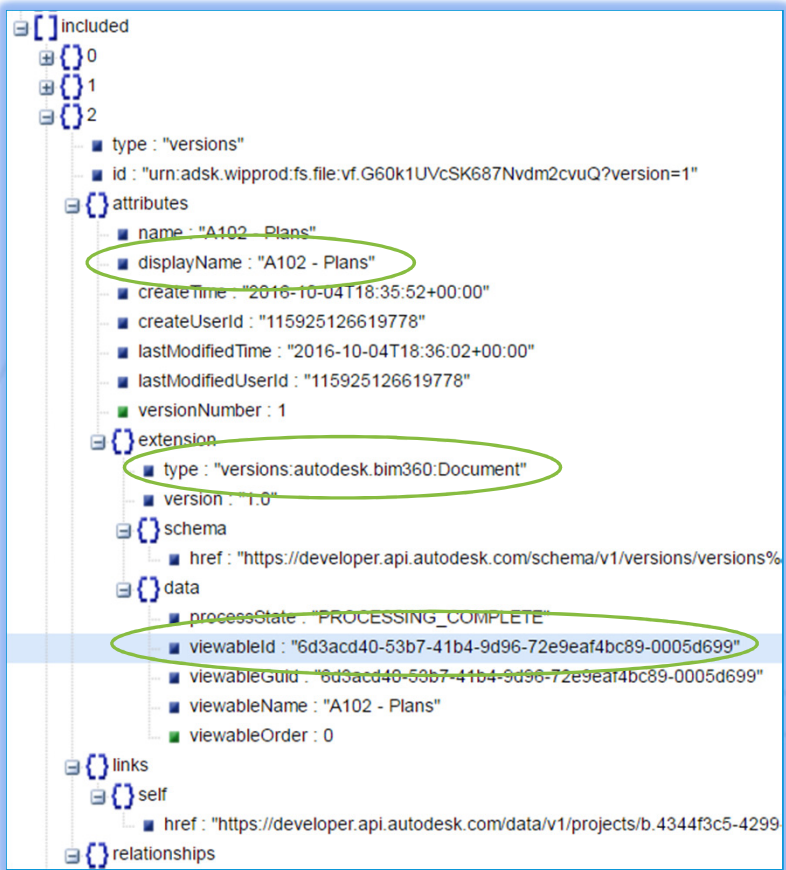 included
0
1
2
type : "versions"
id : "urn:adsk.wipprod:fs.file:vf.G60k1UVcSK687Nvdm2cvuQ?version=1"
attributes
name : "A102 - Plans"
displayName : "A102 - Plans"
createTime : "2016-10-04T18:35:52+00:00"
createUserId : "115925126619778"
lastModifiedTime : "2016-10-04T18:36:02+00:00"
lastModifiedUserId : "115925126619778"
versionNumber : 1
extension
type : "versions:autodesk.bim360:Document"
version : "1.0"
schema
href : "https://developer.api.autodesk.com/schema/v1/versions/versions%
data
processState : "PROCESSING_COMPLETE"
viewableId : "6d3acd40-53b7-41b4-9d96-72e9eaf4bc89-0005d699"
viewableGuid : "6d3acd40-53b7-41b4-9d96-72e9eaf4bc89-0005d699"
viewableName : "A102 - Plans"
viewableOrder : 0
links
self
href : "https://developer.api.autodesk.com/data/v1/projects/b.4344f3c5-4299-
relationships